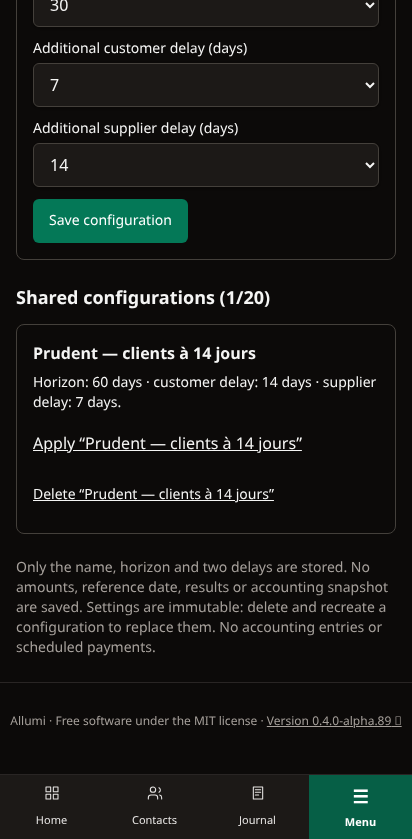 30
Additional customer delay (days)
7
Additional supplier delay (days)
14
Save configuration
Shared configurations (1/20)
Prudent — clients à 14 jours
Horizon: 60 days · customer delay: 14 days · supplier
delay: 7 days.
Apply “Prudent — clients à 14 jours”
Delete “Prudent — clients à 14 jours”
Only the name, horizon and two delays are stored. No
amounts, reference date, results or accounting snapshot
are saved. Settings are immutable: delete and recreate a
configuration to replace them. No accounting entries or
scheduled payments.
Allumi · Free software under the MIT license · Version 0.4.0-alpha.89
Home
Contacts
Journal
Menu